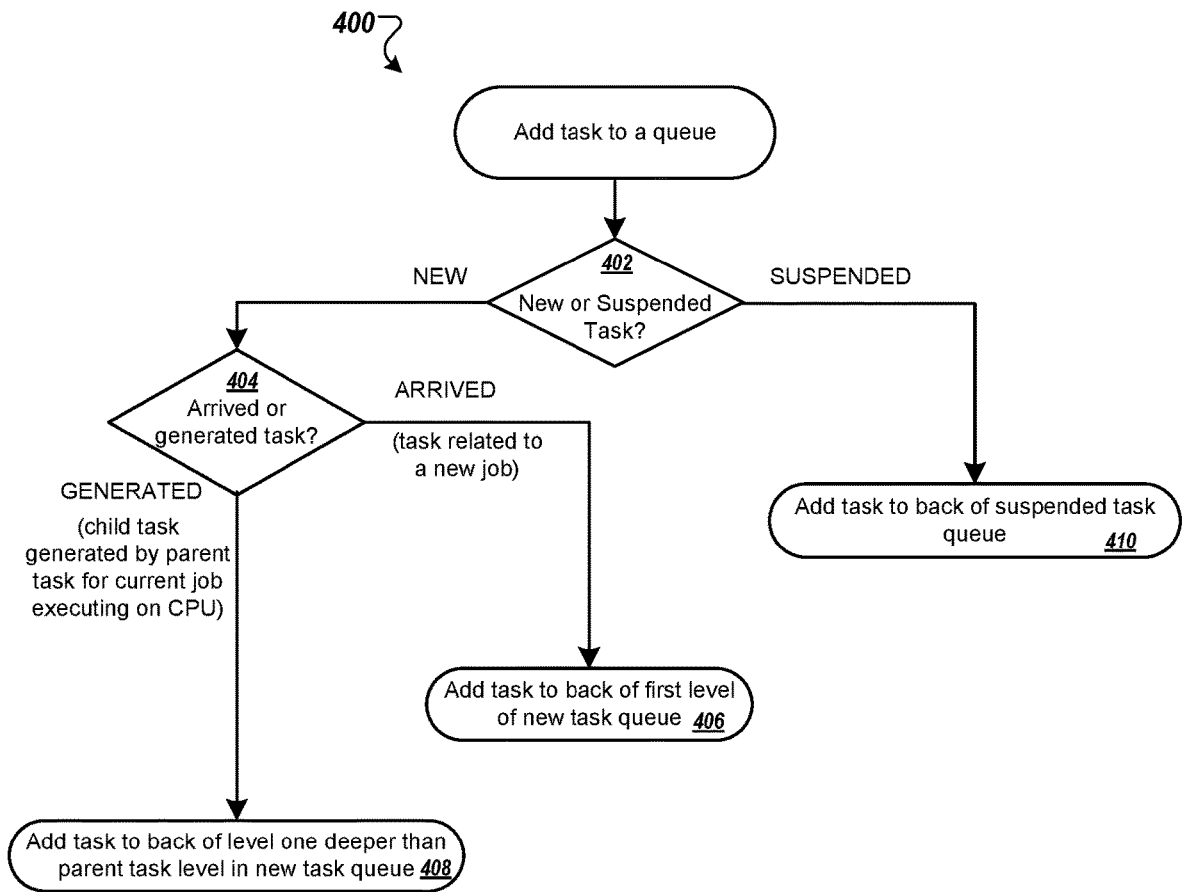 400
Add task to a queue
402
New or Suspended
Task?
NEW
SUSPENDED
404
Arrived or
generated task?
ARRIVED
(task related to
a new job)
GENERATED
(child task
generated by parent
task for current job
executing on CPU)
Add task to back of suspended task
queue 410
Add task to back of first level
of new task queue 406
Add task to back of level one deeper than
parent task level in new task queue 408